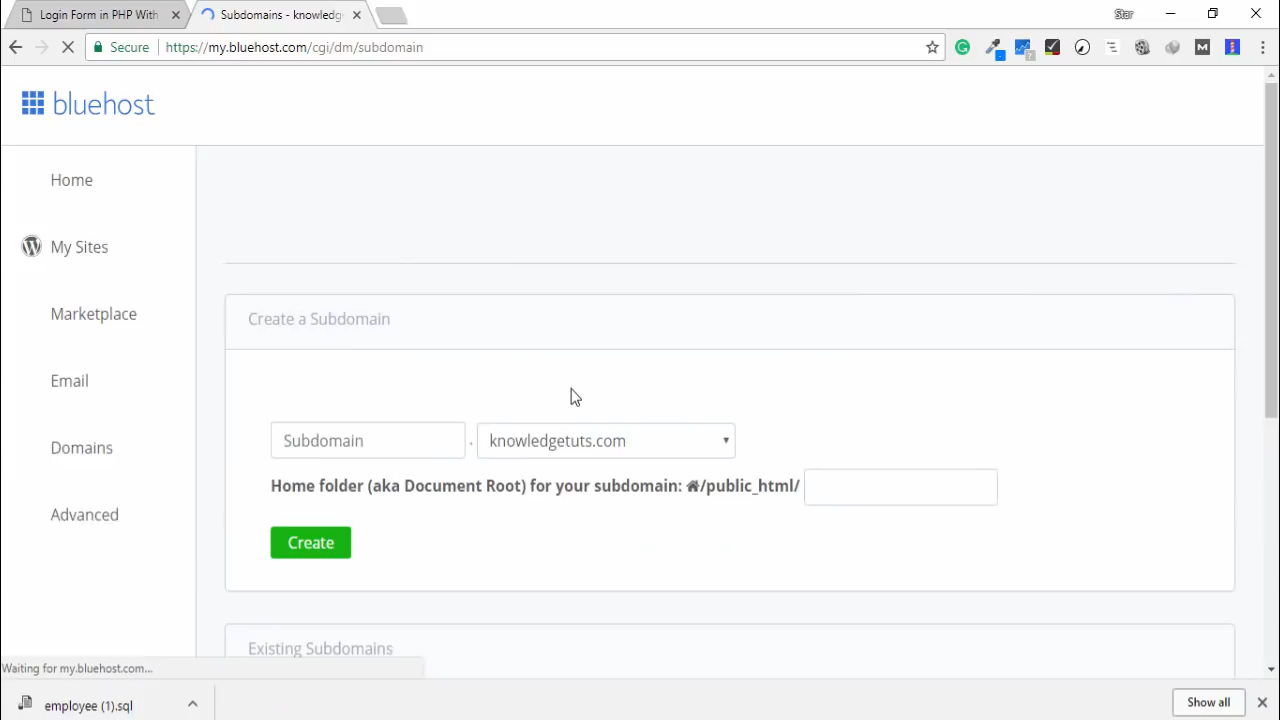 Login Form in PHP With
Subdomains - knowledg
Star
Secure
https://my.bluehost.com/cgi/dm/subdomain
bluehost
Home
My Sites
Marketplace
Email
Domains
Advanced
Create a Subdomain
Subdomain . knowledgetuts.com
Home folder (aka Document Root) for your subdomain: /public_html/
Create
Existing Subdomains
Waiting for my.bluehost.com...
employee (1).sql
Show all